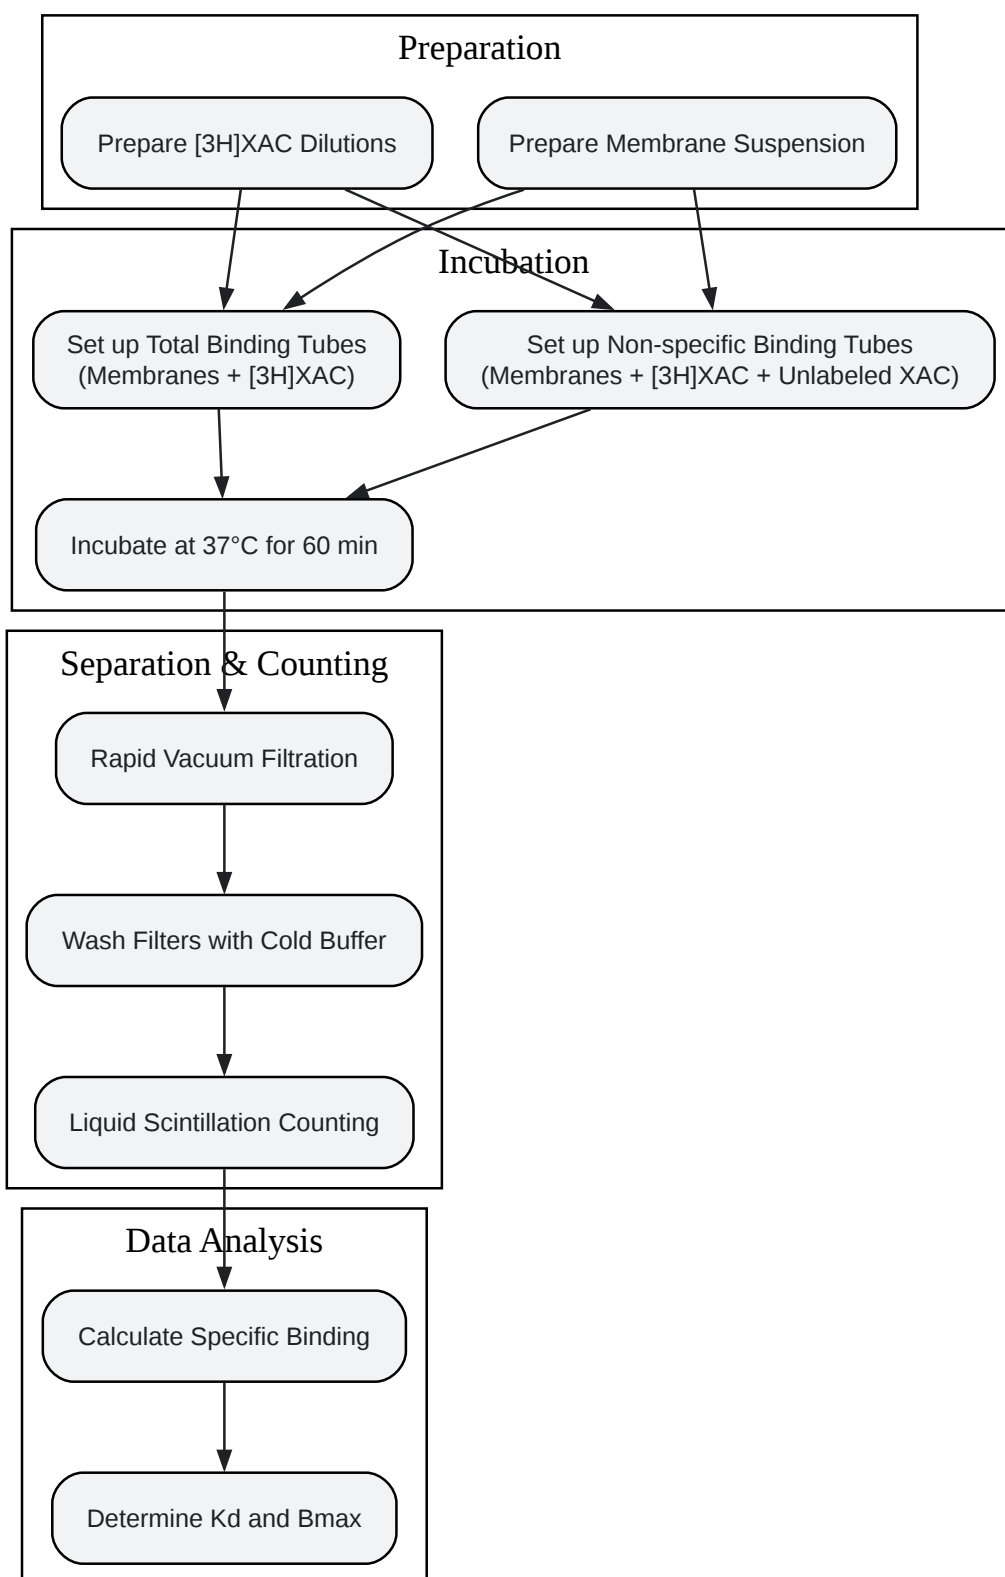 Preparation
Prepare [3H]XAC Dilutions
Prepare Membrane Suspension
Incubation
Set up Total Binding Tubes
(Membranes + [3H]XAC)
Set up Non-specific Binding Tubes
(Membranes + [3H]XAC + Unlabeled XAC)
Incubate at 37°C for 60 min
Separation & Counting
Rapid Vacuum Filtration
Wash Filters with Cold Buffer
Liquid Scintillation Counting
Data Analysis
Calculate Specific Binding
Determine Kd and Bmax